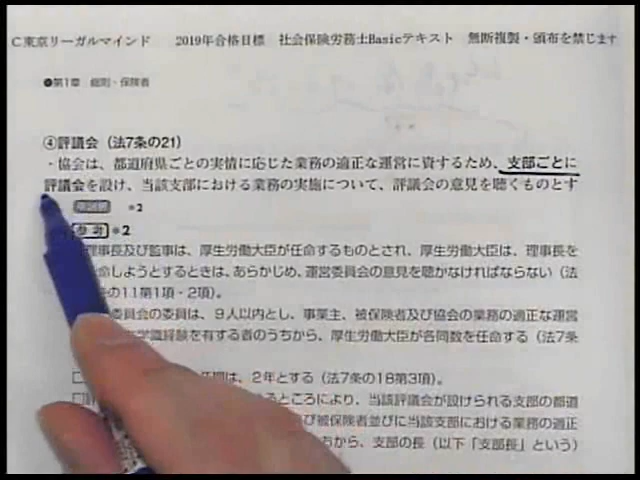 C東京リーガルマインド 2019年合格目標 社会保険労務士Basicテキスト 無断複製・頒布を禁じます
第1章 総則・保険者
④評議会（法7条の21）
・協会は、都道府県ごとの実情に応じた業務の適正な運営に資するため、支部ごとに
評議会を設け、当該支部における業務の実施について、評議会の意見を聴くものとす
*2
参考 *2
理事長及び監事は、厚生労働大臣が任命するものとされ、厚生労働大臣は、理事長を
命しようとするときは、あらかじめ、運営委員会の意見を聴かなければならない（法
の11第1項・2項）。
委員会の委員は、9人以内とし、事業主、被保険者及び協会の業務の適正な運営
学識経験を有する者のうちから、厚生労働大臣が各同数を任命する（法7条
期は、2年とする（法7条の18第3項）。
るところにより、当該評議会が設けられる支部の都道
び被保険者並びに当該支部における業務の適正
ちから、支部の長（以下「支部長」という）